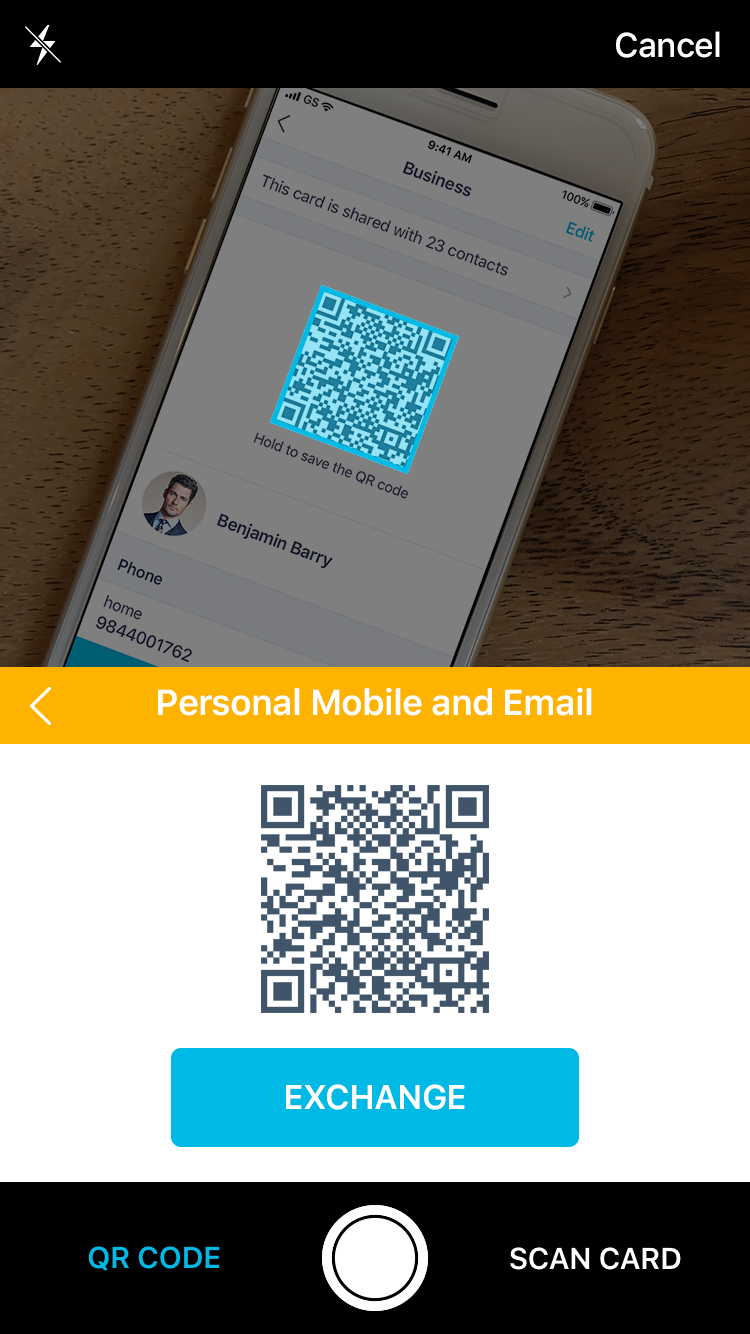 Cancel
GS
9:41 AM
100%
Business
Edit
This card is shared with 23 contacts
Hold to save the QR code
Benjamin Barry
Phone
home
9844001762
Personal Mobile and Email
EXCHANGE
QR CODE
SCAN CARD